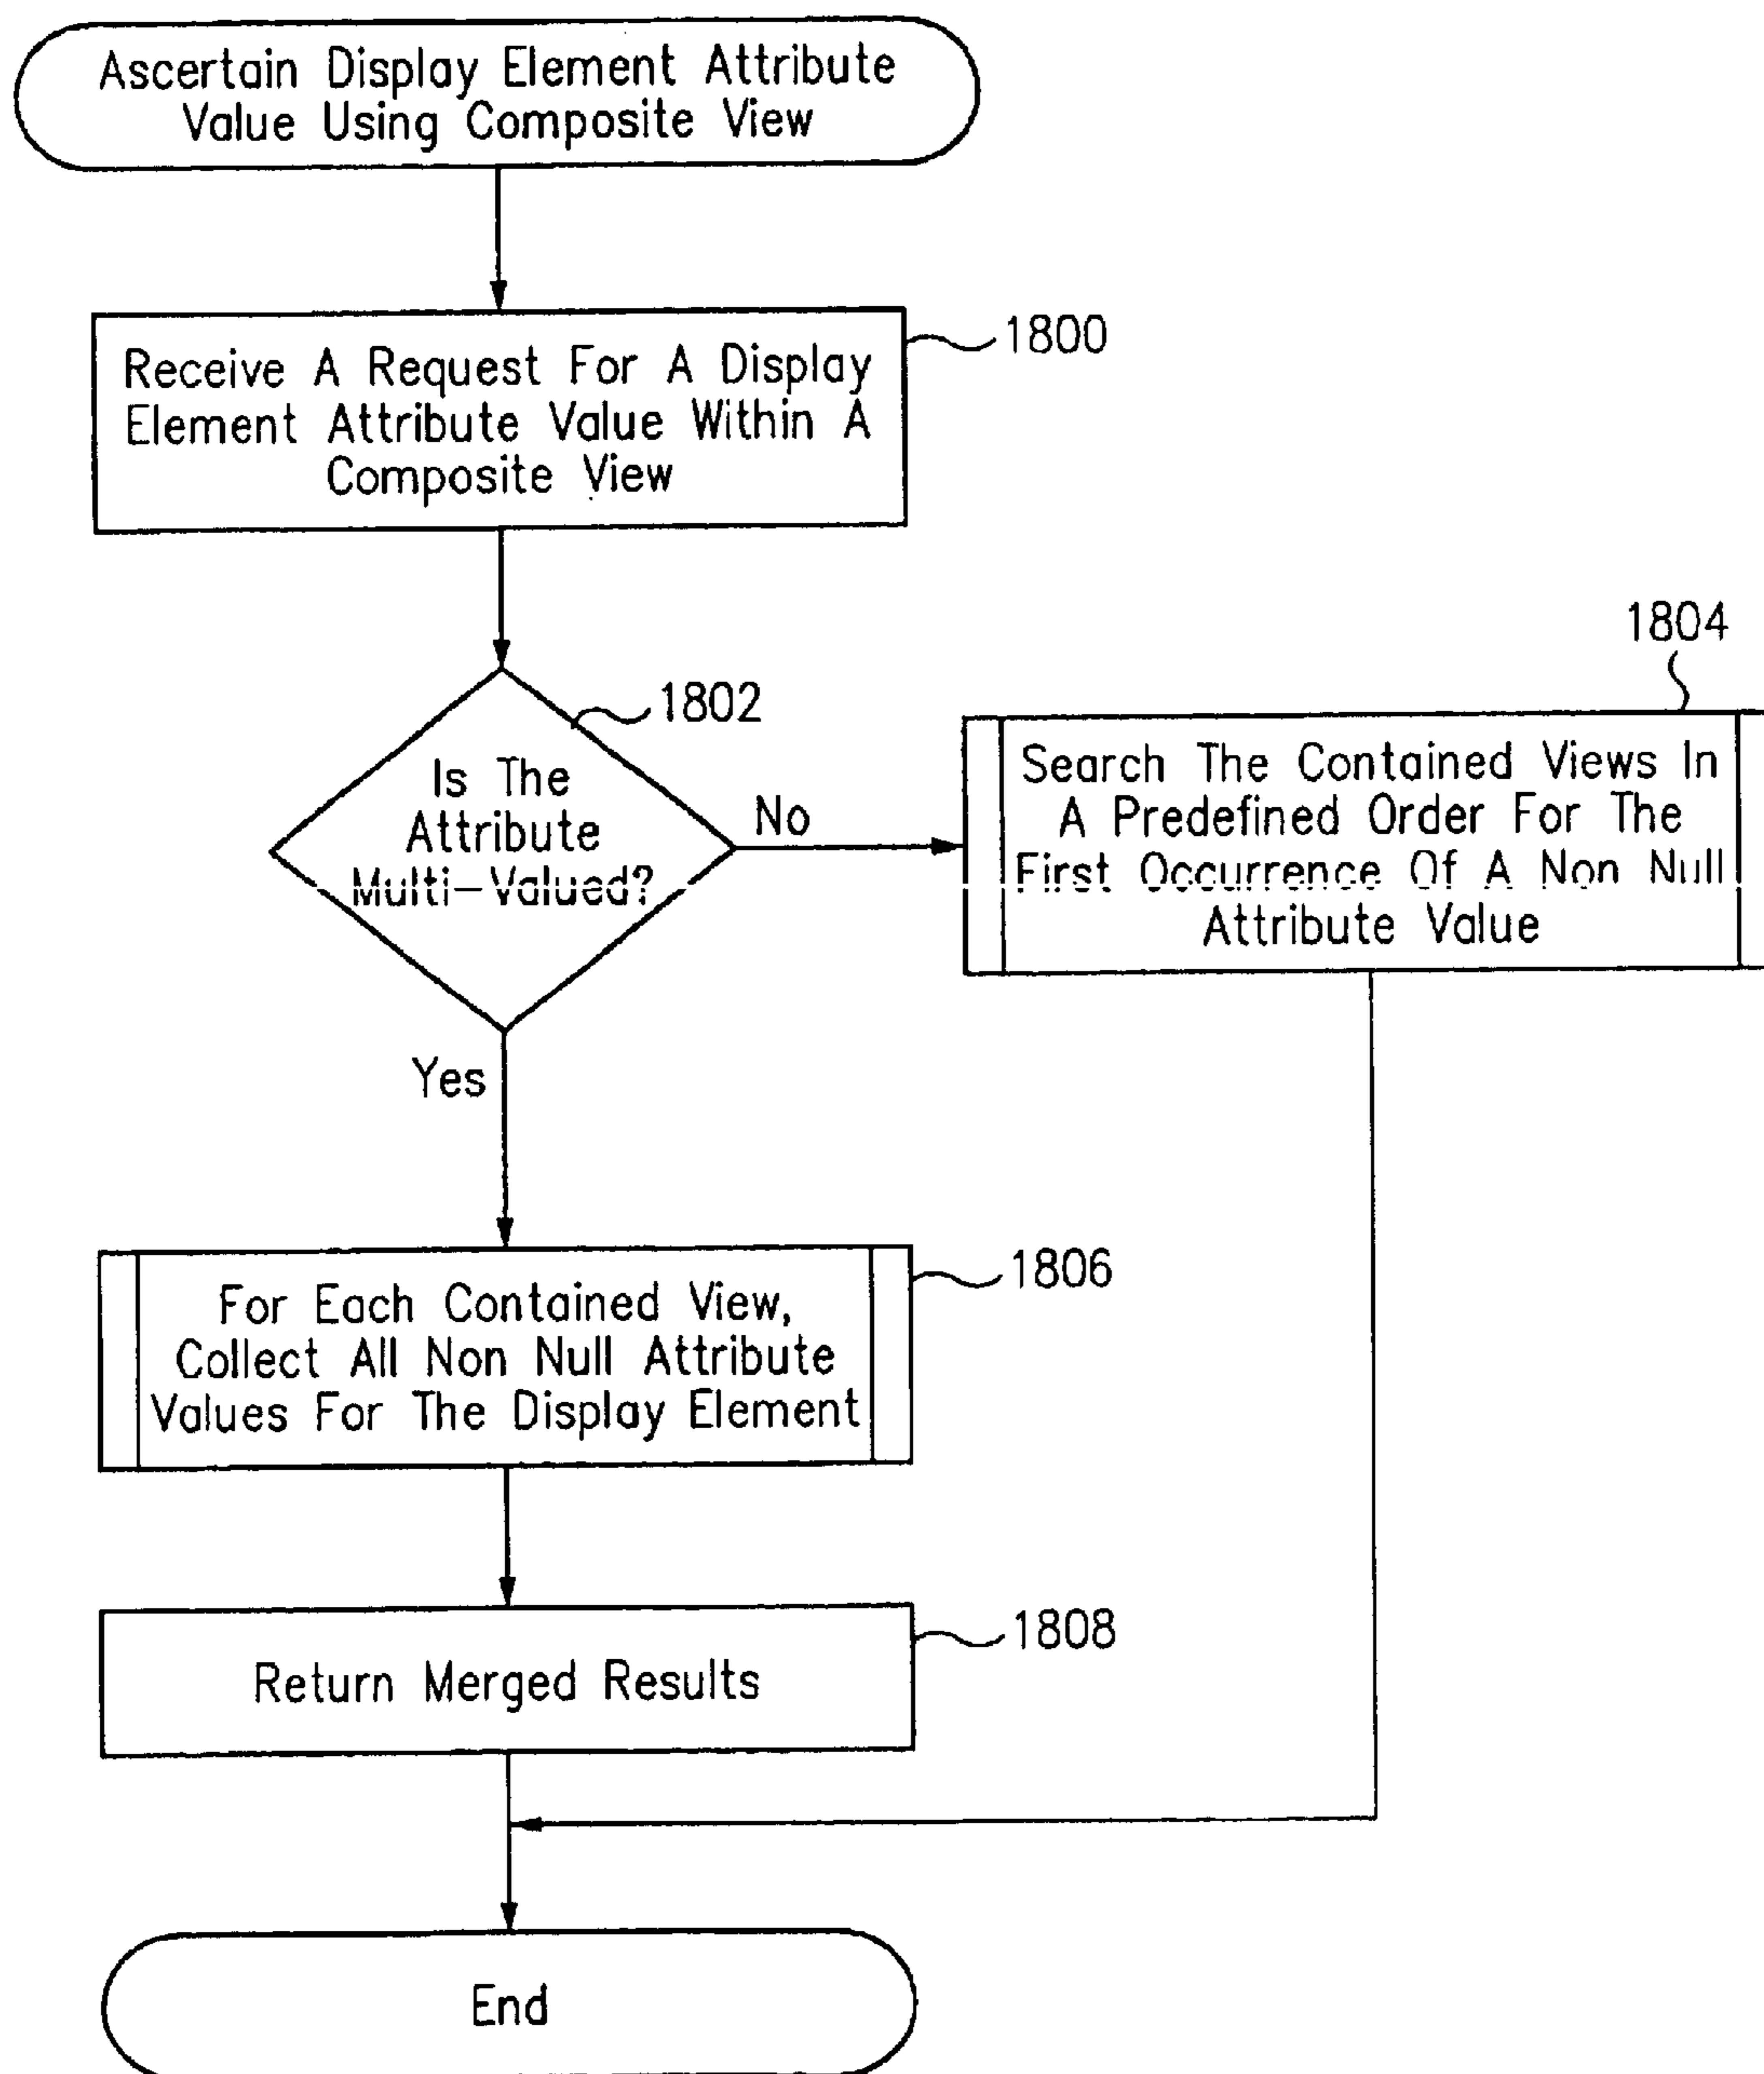 Ascertain Display Element Attribute
Value Using Composite View
Receive A Request For A Display
Element Attribute Value Within A
Composite View
1800
1802
Is The
Attribute
Multi-Valued?
No
1804
Search The Contained Views In
A Predefined Order For The
First Occurrence Of A Non Null
Attribute Value
Yes
For Each Contained View,
Collect All Non Null Attribute
Values For The Display Element
1806
Return Merged Results
1808
End